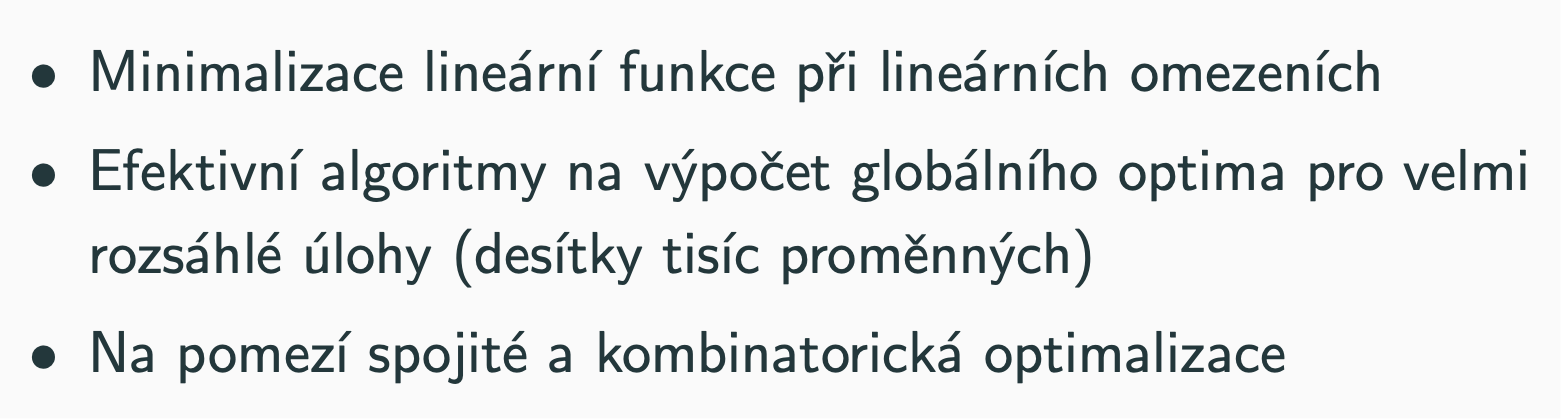 • Minimalizace lineární funkce při lineárních omezeních
• Efektivní algoritmy na výpočet globálního optima pro velmi
rozsáhlé úlohy (desítky tisíc proměnných)
• Na pomezí spojité a kombinatorická optimalizace